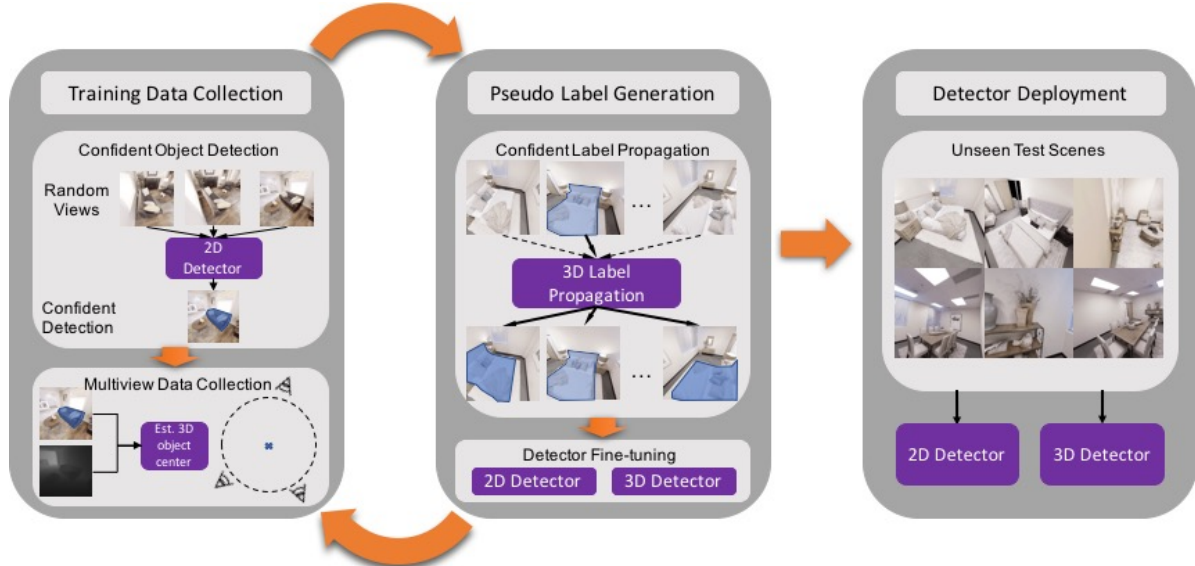 Training Data Collection
Confident Object Detection
Random
Views
2D
Detector
Confident
Detection
Multiview Data Collection
Est. 3D
object
center
Pseudo Label Generation
Confident Label Propagation
...
3D Label
Propagation
...
Detector Fine-tuning
2D Detector
3D Detector
Detector Deployment
Unseen Test Scenes
2D Detector
3D Detector